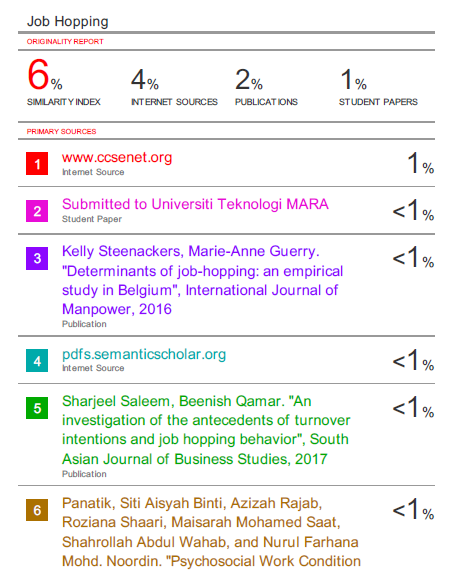 Job Hopping
ORIGINALITY REPORT
6% 4% 2% 1%
SIMILARITY INDEX INTERNET SOURCES PUBLICATIONS STUDENT PAPERS
PRIMARY SOURCES
1 www.ccsenet.org 1%
Internet Source
2 Submitted to Universiti Teknologi MARA <1%
Student Paper
3 Kelly Steenackers, Marie-Anne Guerry. <1%
"Determinants of job-hopping: an empirical
study in Belgium", International Journal of
Manpower, 2016
Publication
4 pdfs.semanticscholar.org <1%
Internet Source
5 Sharjeel Saleem, Beenish Qamar. "An <1%
investigation of the antecedents of turnover
intentions and job hopping behavior", South
Asian Journal of Business Studies, 2017
Publication
6 Panatik, Siti Aisyah Binti, Azizah Rajab, <1%
Roziana Shaari, Maisarah Mohamed Saat,
Shahrollah Abdul Wahab, and Nurul Farhana
Mohd. Noordin. "Psychosocial Work Condition